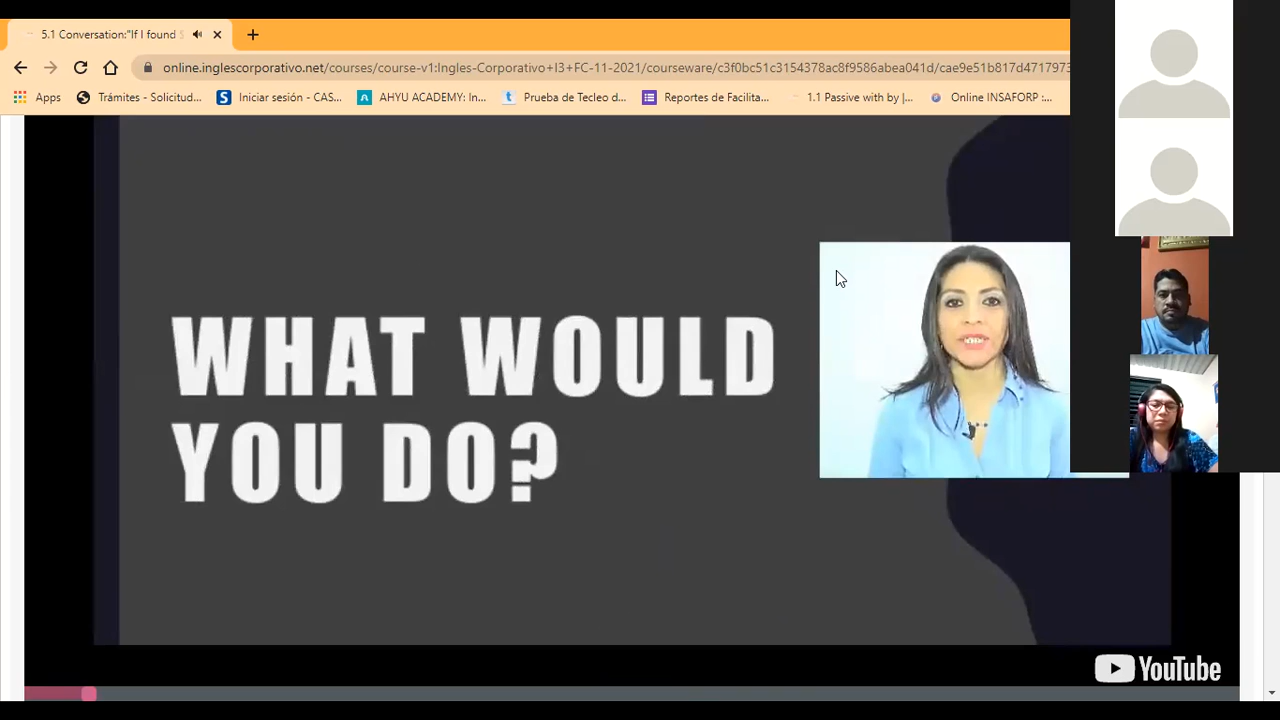 5.1 Conversation:"If I found S
online.inglescorporativo.net/courses/course-v1:Ingles-Corporativo+I3+FC-11-2021/courseware/c3f0bc51c3154378ac8f9586abea041d/cae9e51b817d4717973
Apps Trámites - Solicitud... Iniciar sesión - CAS... AHYU ACADEMY: In... Prueba de Tecleo d... Reportes de Facilita... 1.1 Passive with by |... Online INSAFORP :...
WHAT WOULD
YOU DO?
YouTube